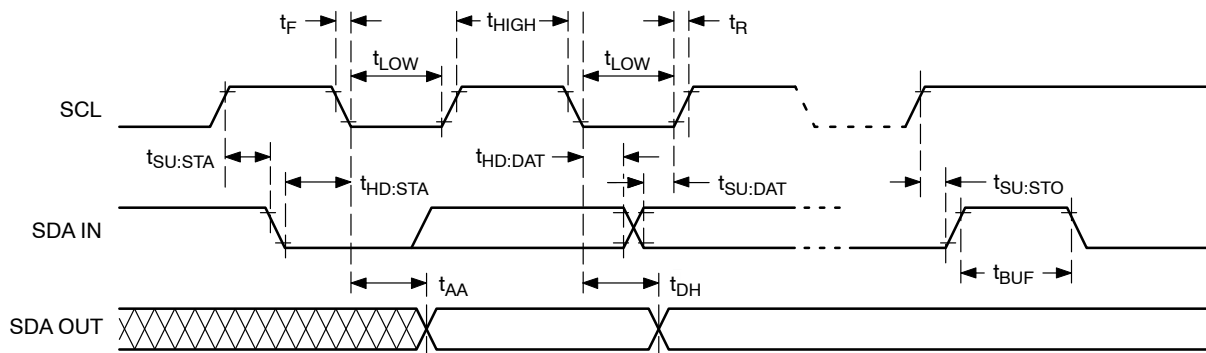 tF
tHIGH
tR
tLOW
tLOW
SCL
tSU:STA
tHD:DAT
tHD:STA
tSU:DAT
tSU:STO
SDA IN
tBUF
tAA
tDH
SDA OUT